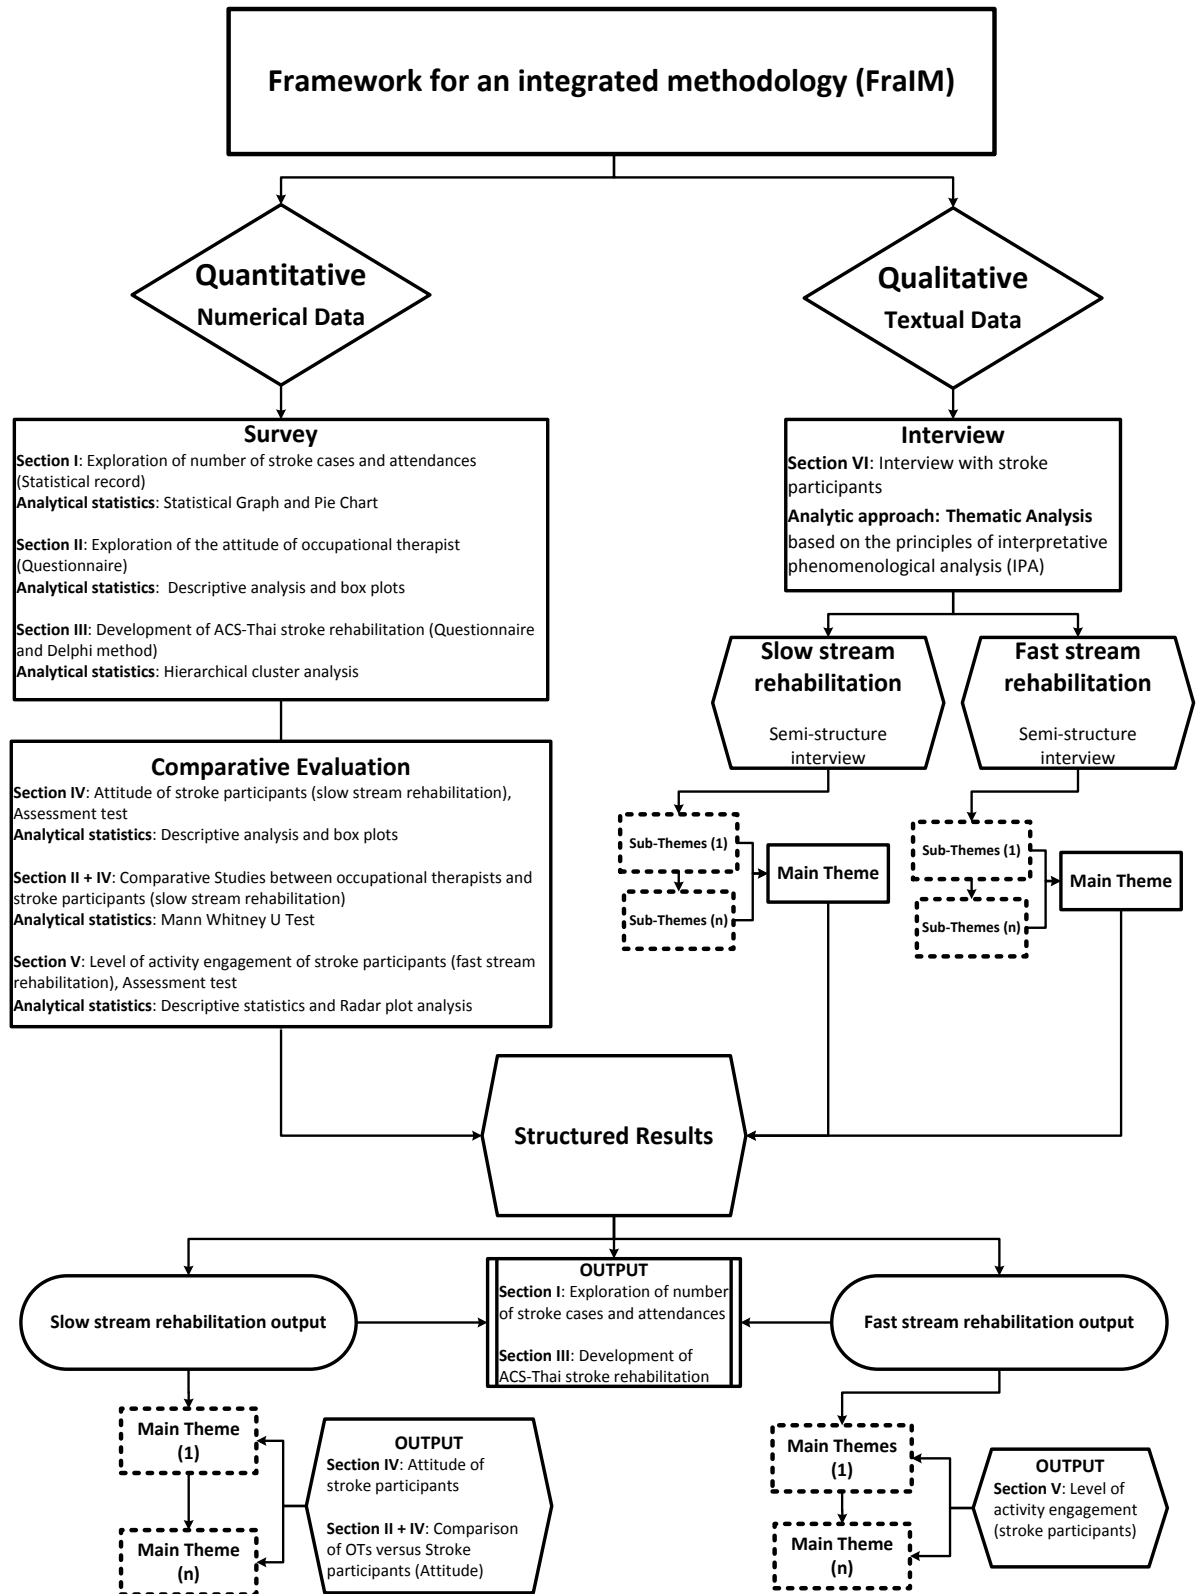 Framework for an integrated methodology (FraIM)
Quantitative
Numerical Data
Qualitative
Textual Data
Survey
Section I: Exploration of number of stroke cases and attendances
(Statistical record)
Analytical statistics: Statistical Graph and Pie Chart
Section II: Exploration of the attitude of occupational therapist
(Questionnaire)
Analytical statistics: Descriptive analysis and box plots
Section III: Development of ACS-Thai stroke rehabilitation (Questionnaire
and Delphi method)
Analytical statistics: Hierarchical cluster analysis
Interview
Section VI: Interview with stroke
participants
Analytic approach: Thematic Analysis
based on the principles of interpretative
phenomenological analysis (IPA)
Slow stream
rehabilitation
Semi-structure
interview
Fast stream
rehabilitation
Semi-structure
interview
Comparative Evaluation
Section IV: Attitude of stroke participants (slow stream rehabilitation),
Assessment test
Analytical statistics: Descriptive analysis and box plots
Section II + IV: Comparative Studies between occupational therapists and
stroke participants (slow stream rehabilitation)
Analytical statistics: Mann Whitney U Test
Section V: Level of activity engagement of stroke participants (fast stream
rehabilitation), Assessment test
Analytical statistics: Descriptive statistics and Radar plot analysis
Sub-Themes (1)
Sub-Themes (n)
Main Theme
Sub-Themes (1)
Sub-Themes (n)
Main Theme
Structured Results
Slow stream rehabilitation output
OUTPUT
Section I: Exploration of number
of stroke cases and attendances
Section III: Development of
ACS-Thai stroke rehabilitation
Fast stream rehabilitation output
Main Theme
(1)
Main Theme
(n)
OUTPUT
Section IV: Attitude of
stroke participants
Section II + IV: Comparison
of OTs versus Stroke
participants (Attitude)
Main Themes
(1)
Main Theme
(n)
OUTPUT
Section V: Level of
activity engagement
(stroke participants)